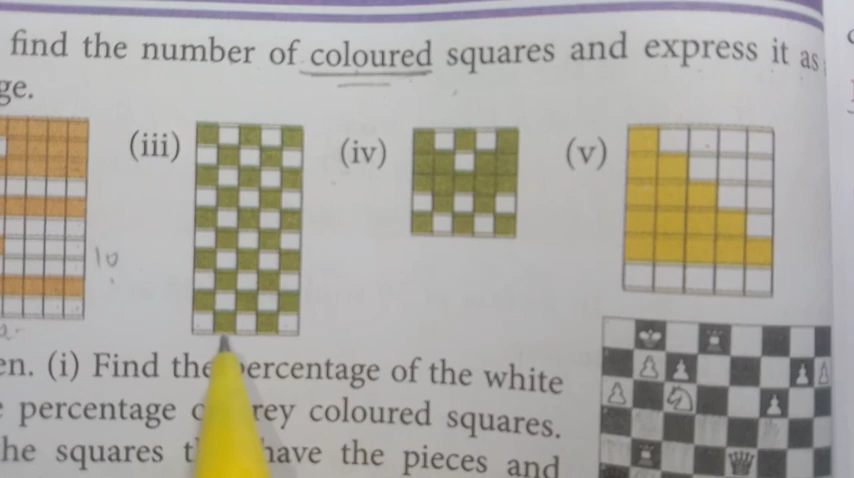 find the number of coloured squares and express it as
ge.
(iii)
(iv)
(v)
10
en. (i) Find the percentage of the white
percentage rey coloured squares.
he squares have the pieces and